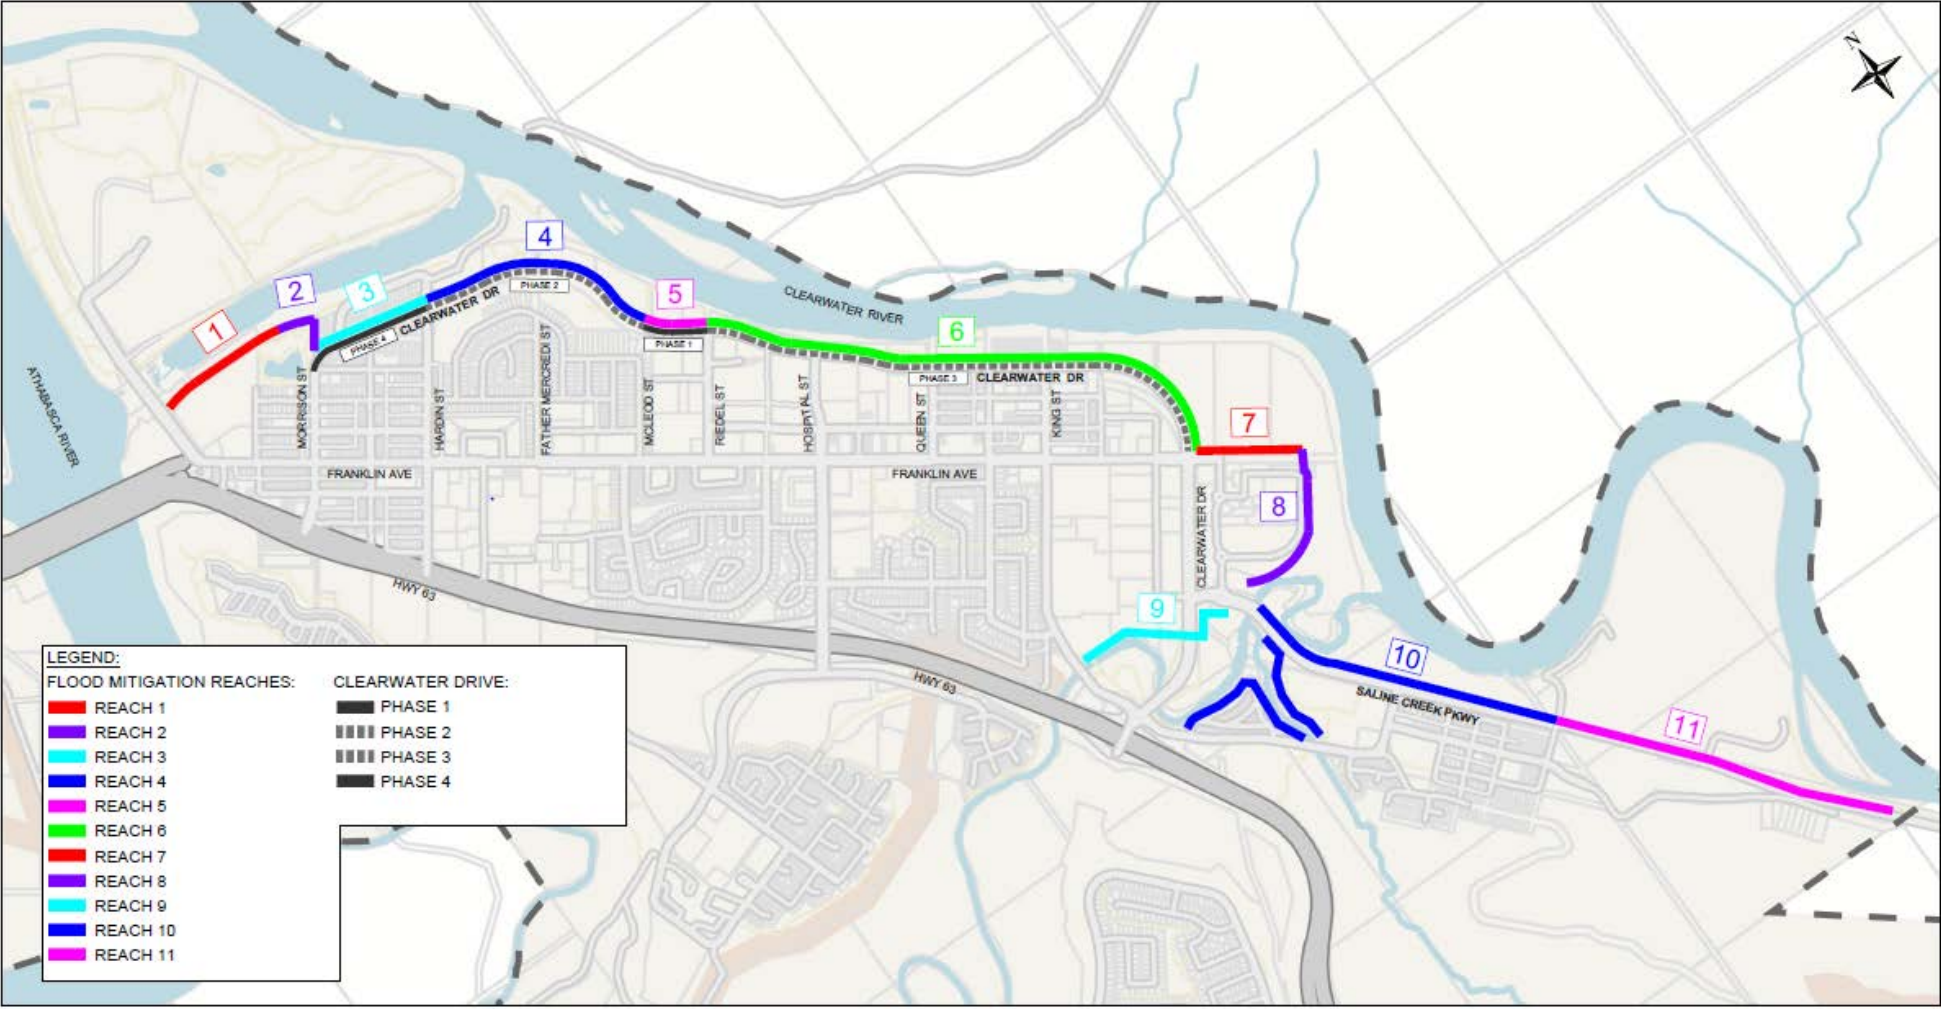 N
4
2
3
5
1
PHASE 2
CLEARWATER DR
CLEARWATER RIVER
6
PHASE 4
PHASE 1
PHASE 3
CLEARWATER DR
7
ATHABASCA RIVER
MORRISON ST
HARDIN ST
FATHER MERCREDI ST
MCLEOD ST
RIEDEL ST
HOSPITAL ST
QUEEN ST
KING ST
FRANKLIN AVE
FRANKLIN AVE
8
CLEARWATER DR
HWY 63
9
10
HWY 63
SALINE CREEK PKWY
11
LEGEND:
FLOOD MITIGATION REACHES:
REACH 1
REACH 2
REACH 3
REACH 4
REACH 5
REACH 6
REACH 7
REACH 8
REACH 9
REACH 10
REACH 11
CLEARWATER DRIVE:
PHASE 1
PHASE 2
PHASE 3
PHASE 4